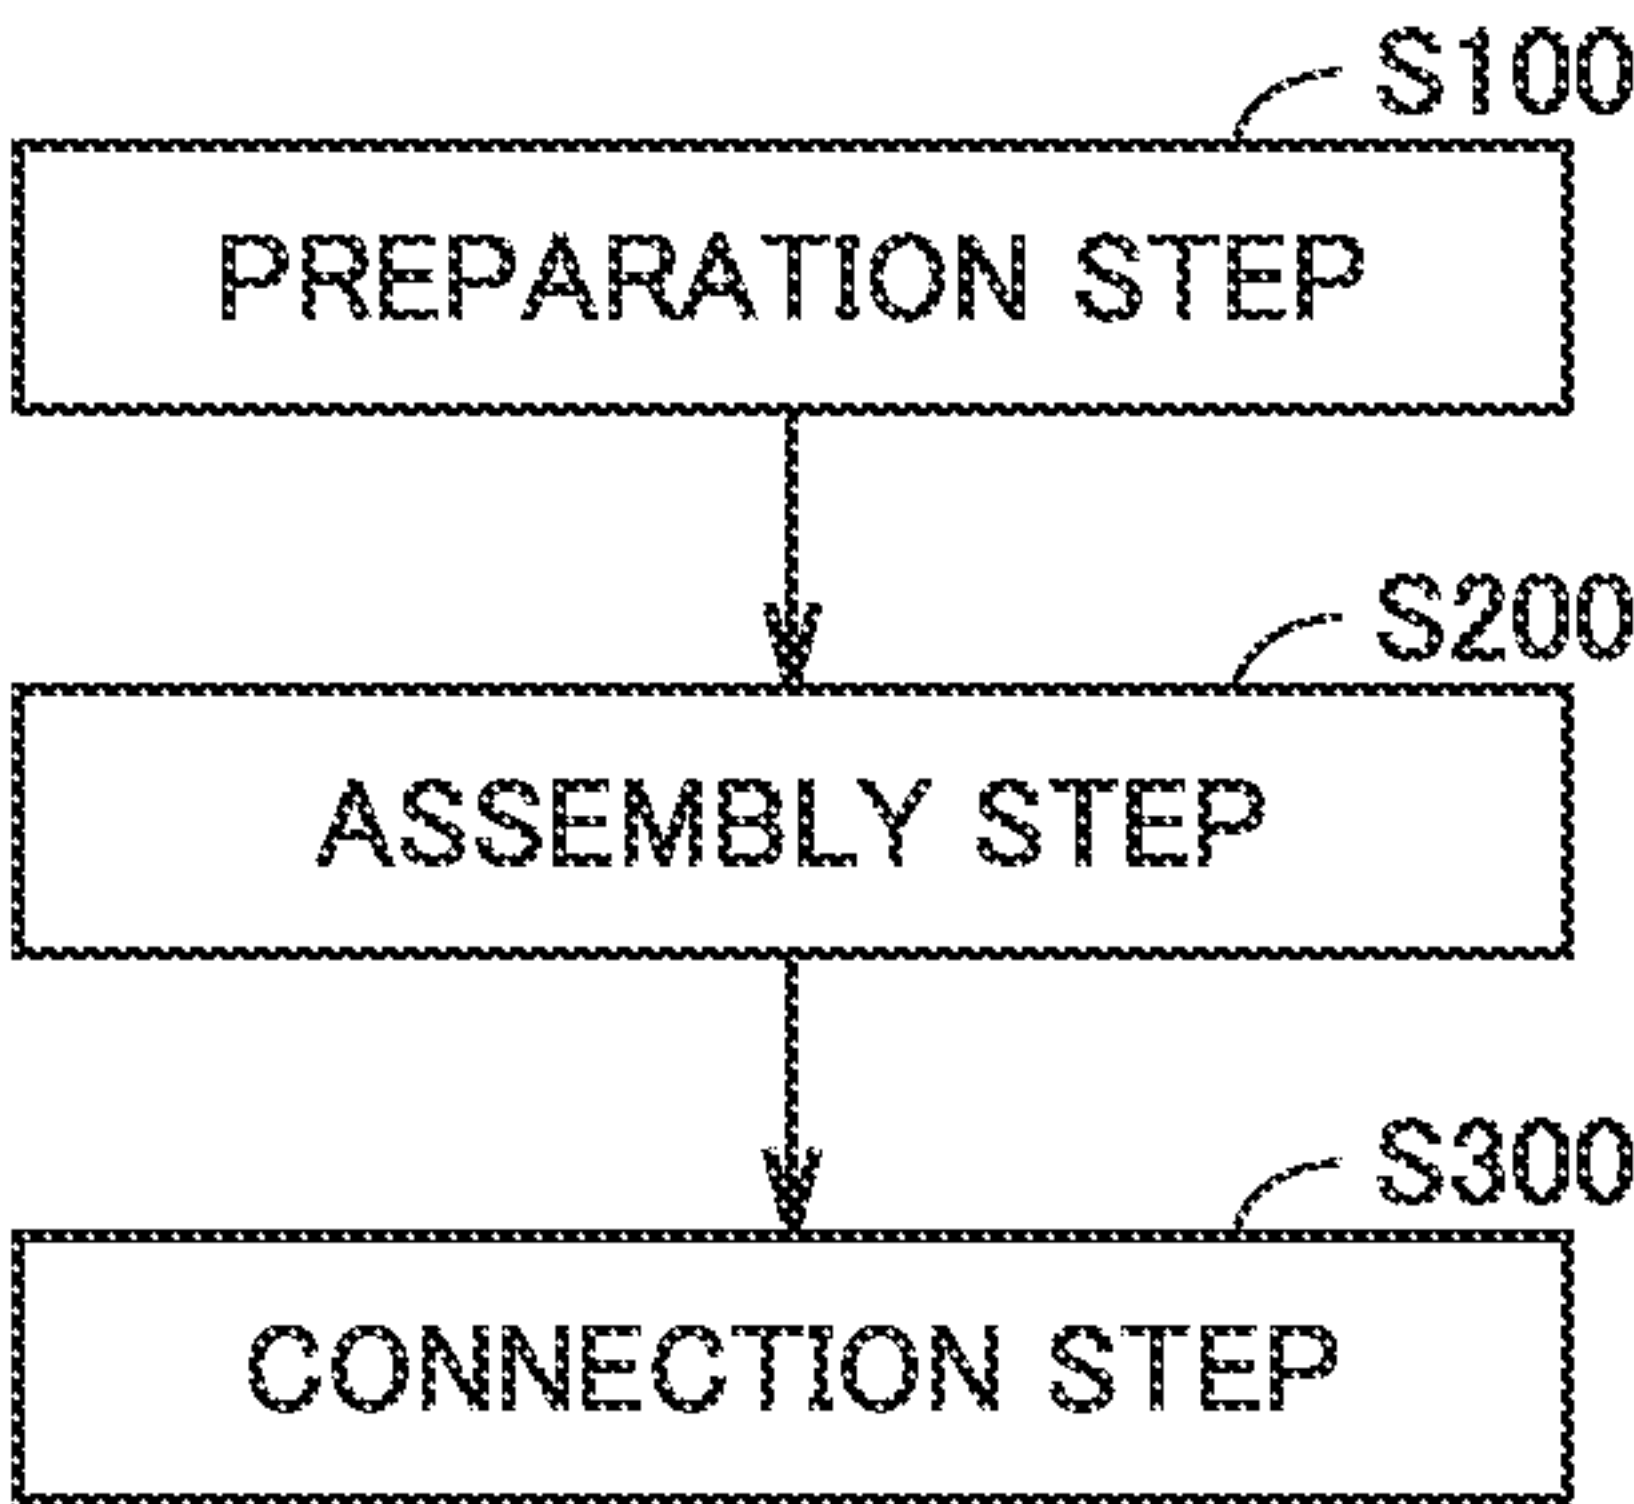 S100
PREPARATION STEP
S200
ASSEMBLY STEP
S300
CONNECTION STEP